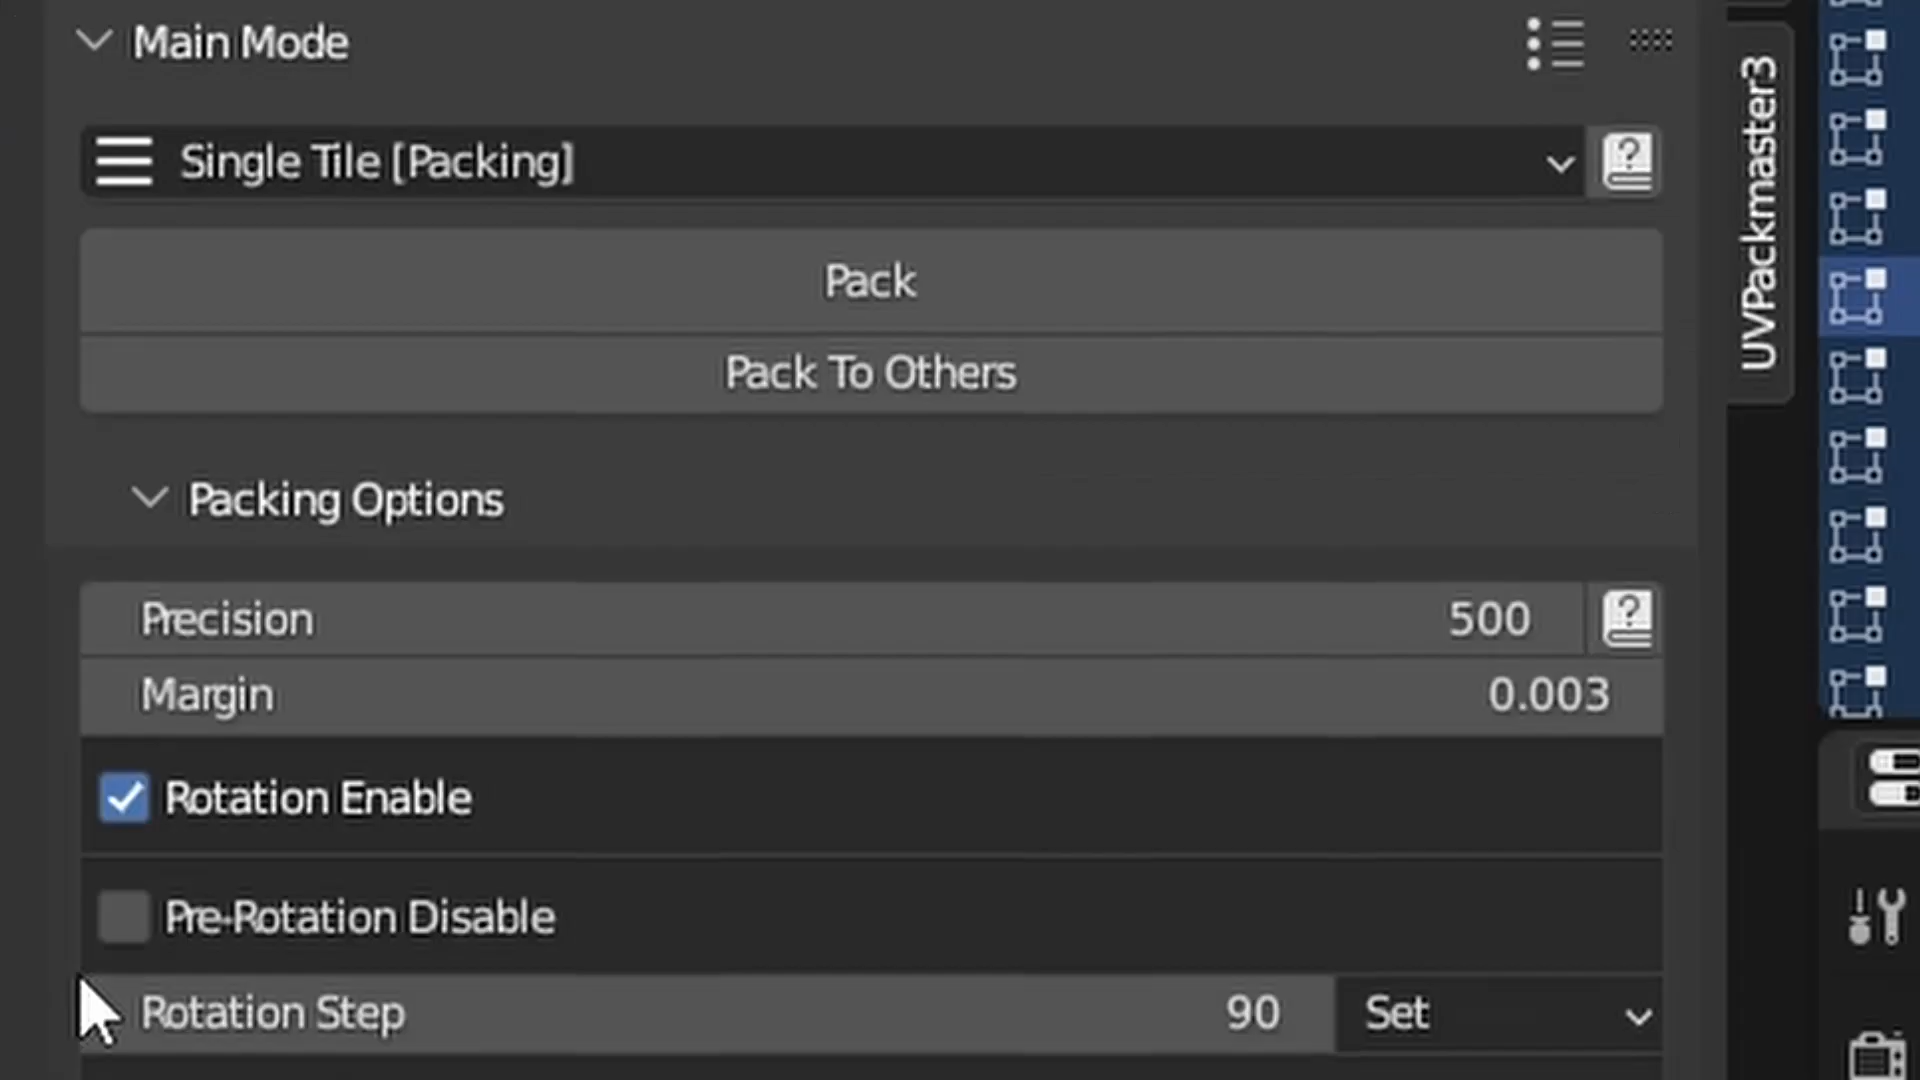 Main Mode
Single Tile [Packing]
Pack
Pack To Others
Packing Options
Precision 500
Margin 0.003
Rotation Enable
Pre-Rotation Disable
Rotation Step 90 Set
UVPackmaster3